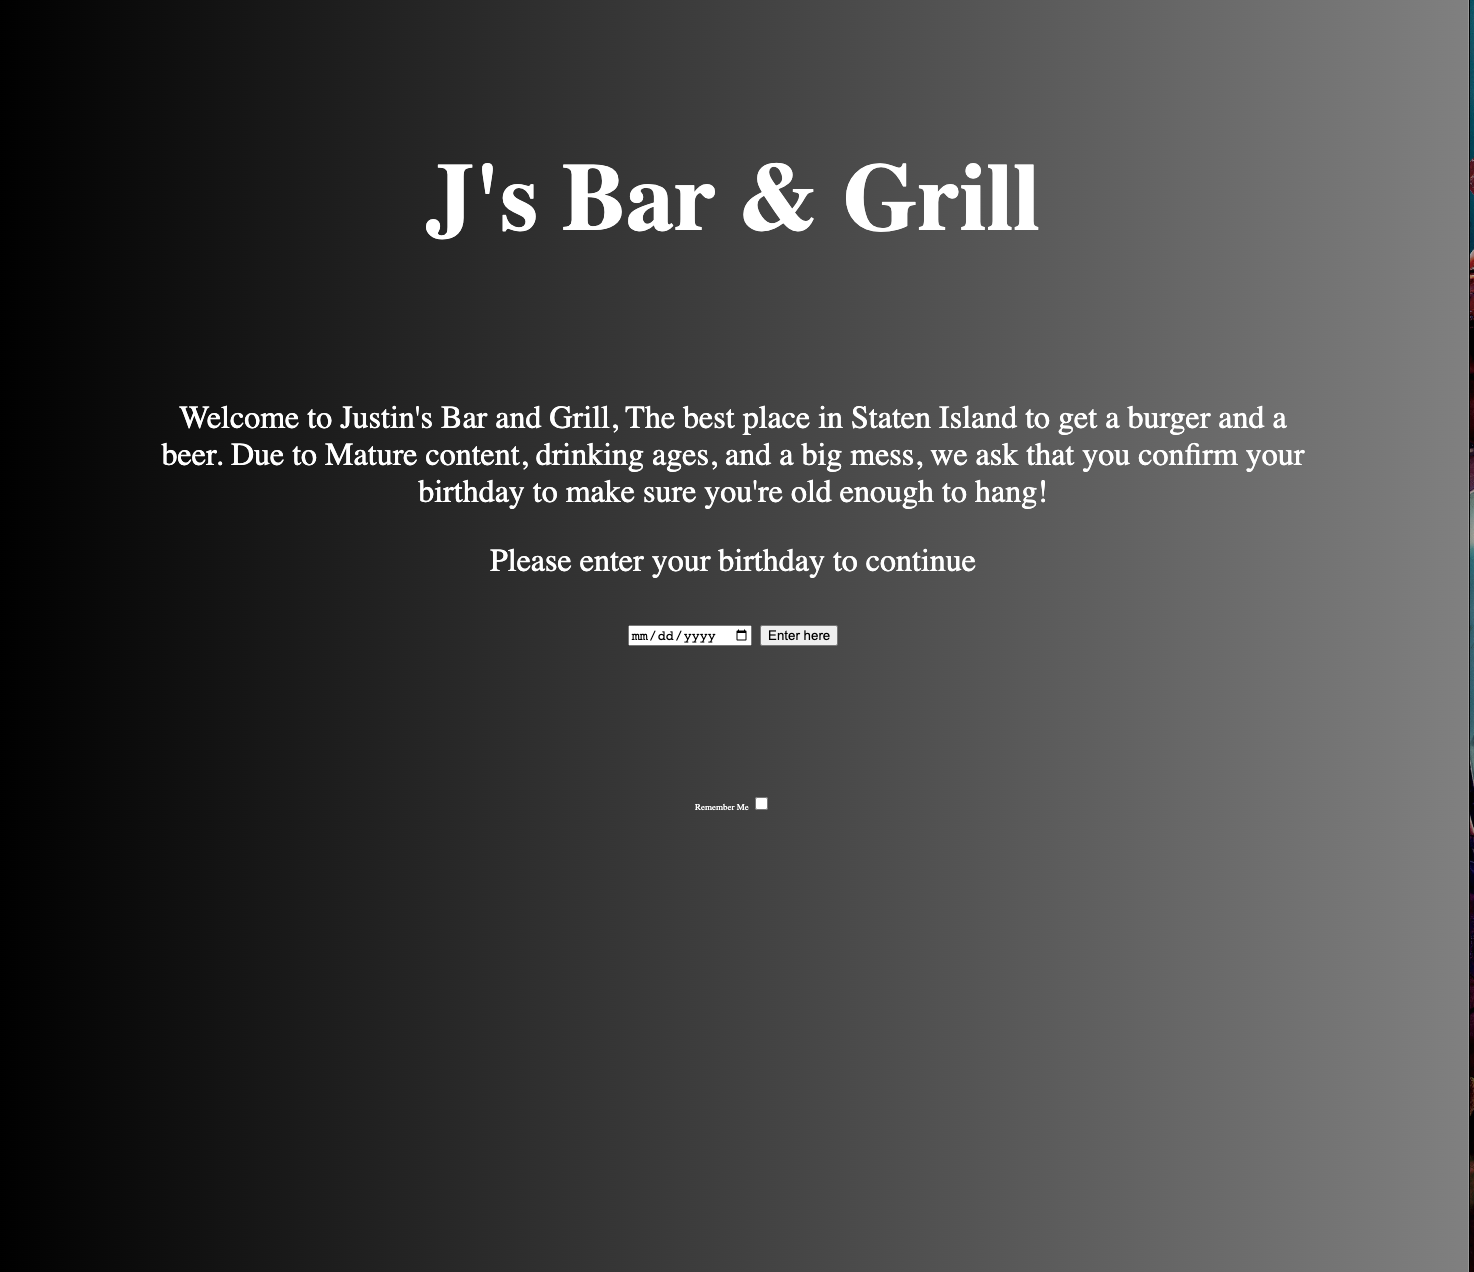 J's Bar & Grill
Welcome to Justin's Bar and Grill, The best place in Staten Island to get a burger and a
beer. Due to Mature content, drinking ages, and a big mess, we ask that you confirm your
birthday to make sure you're old enough to hang!
Please enter your birthday to continue
mm/dd/yyyy Enter here
Remember Me